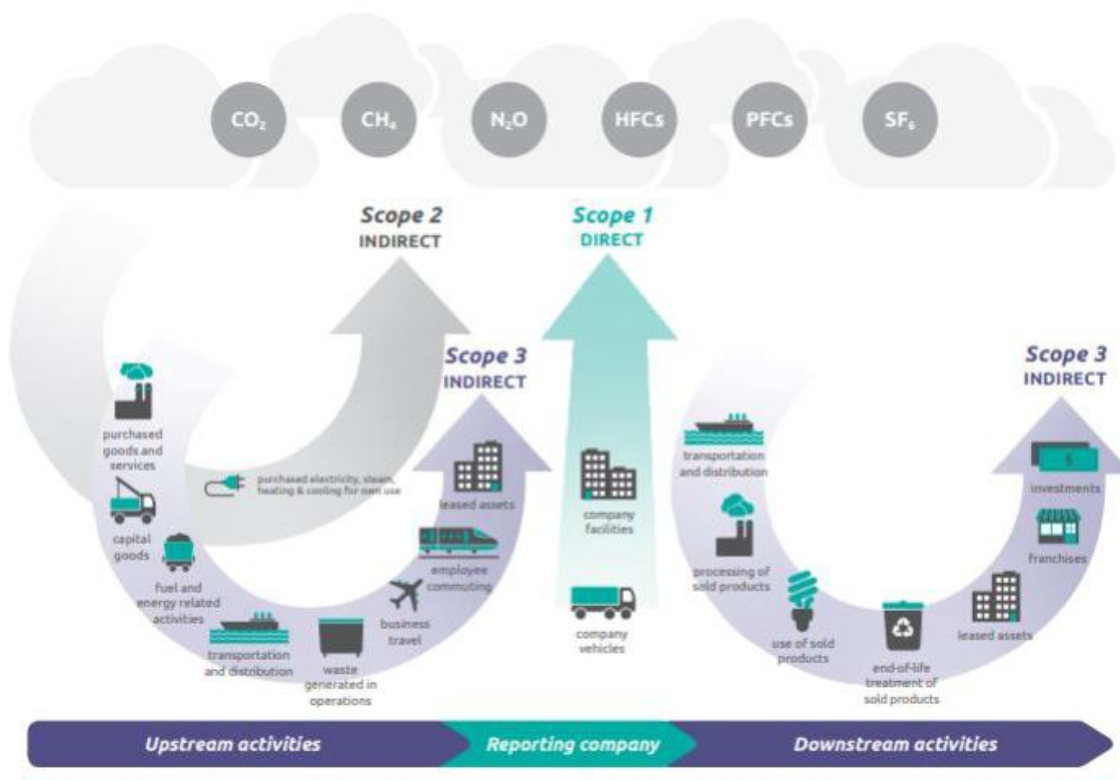 CO₂
CH₄
N₂O
HFCs
PFCs
SF₆
Scope 2
INDIRECT
Scope 1
DIRECT
Scope 3
INDIRECT
Scope 3
INDIRECT
purchased
goods and
services
capital
goods
fuel and
energy related
activities
purchased electricity, steam,
heating & cooling for own use
transportation
and distribution
waste
generated in
operations
business
travel
employee
commuting
leased assets
company
facilities
company
vehicles
transportation
and distribution
processing of
sold products
use of sold
products
end-of-life
treatment of
sold products
leased assets
franchises
investments
$
Upstream activities
Reporting company
Downstream activities